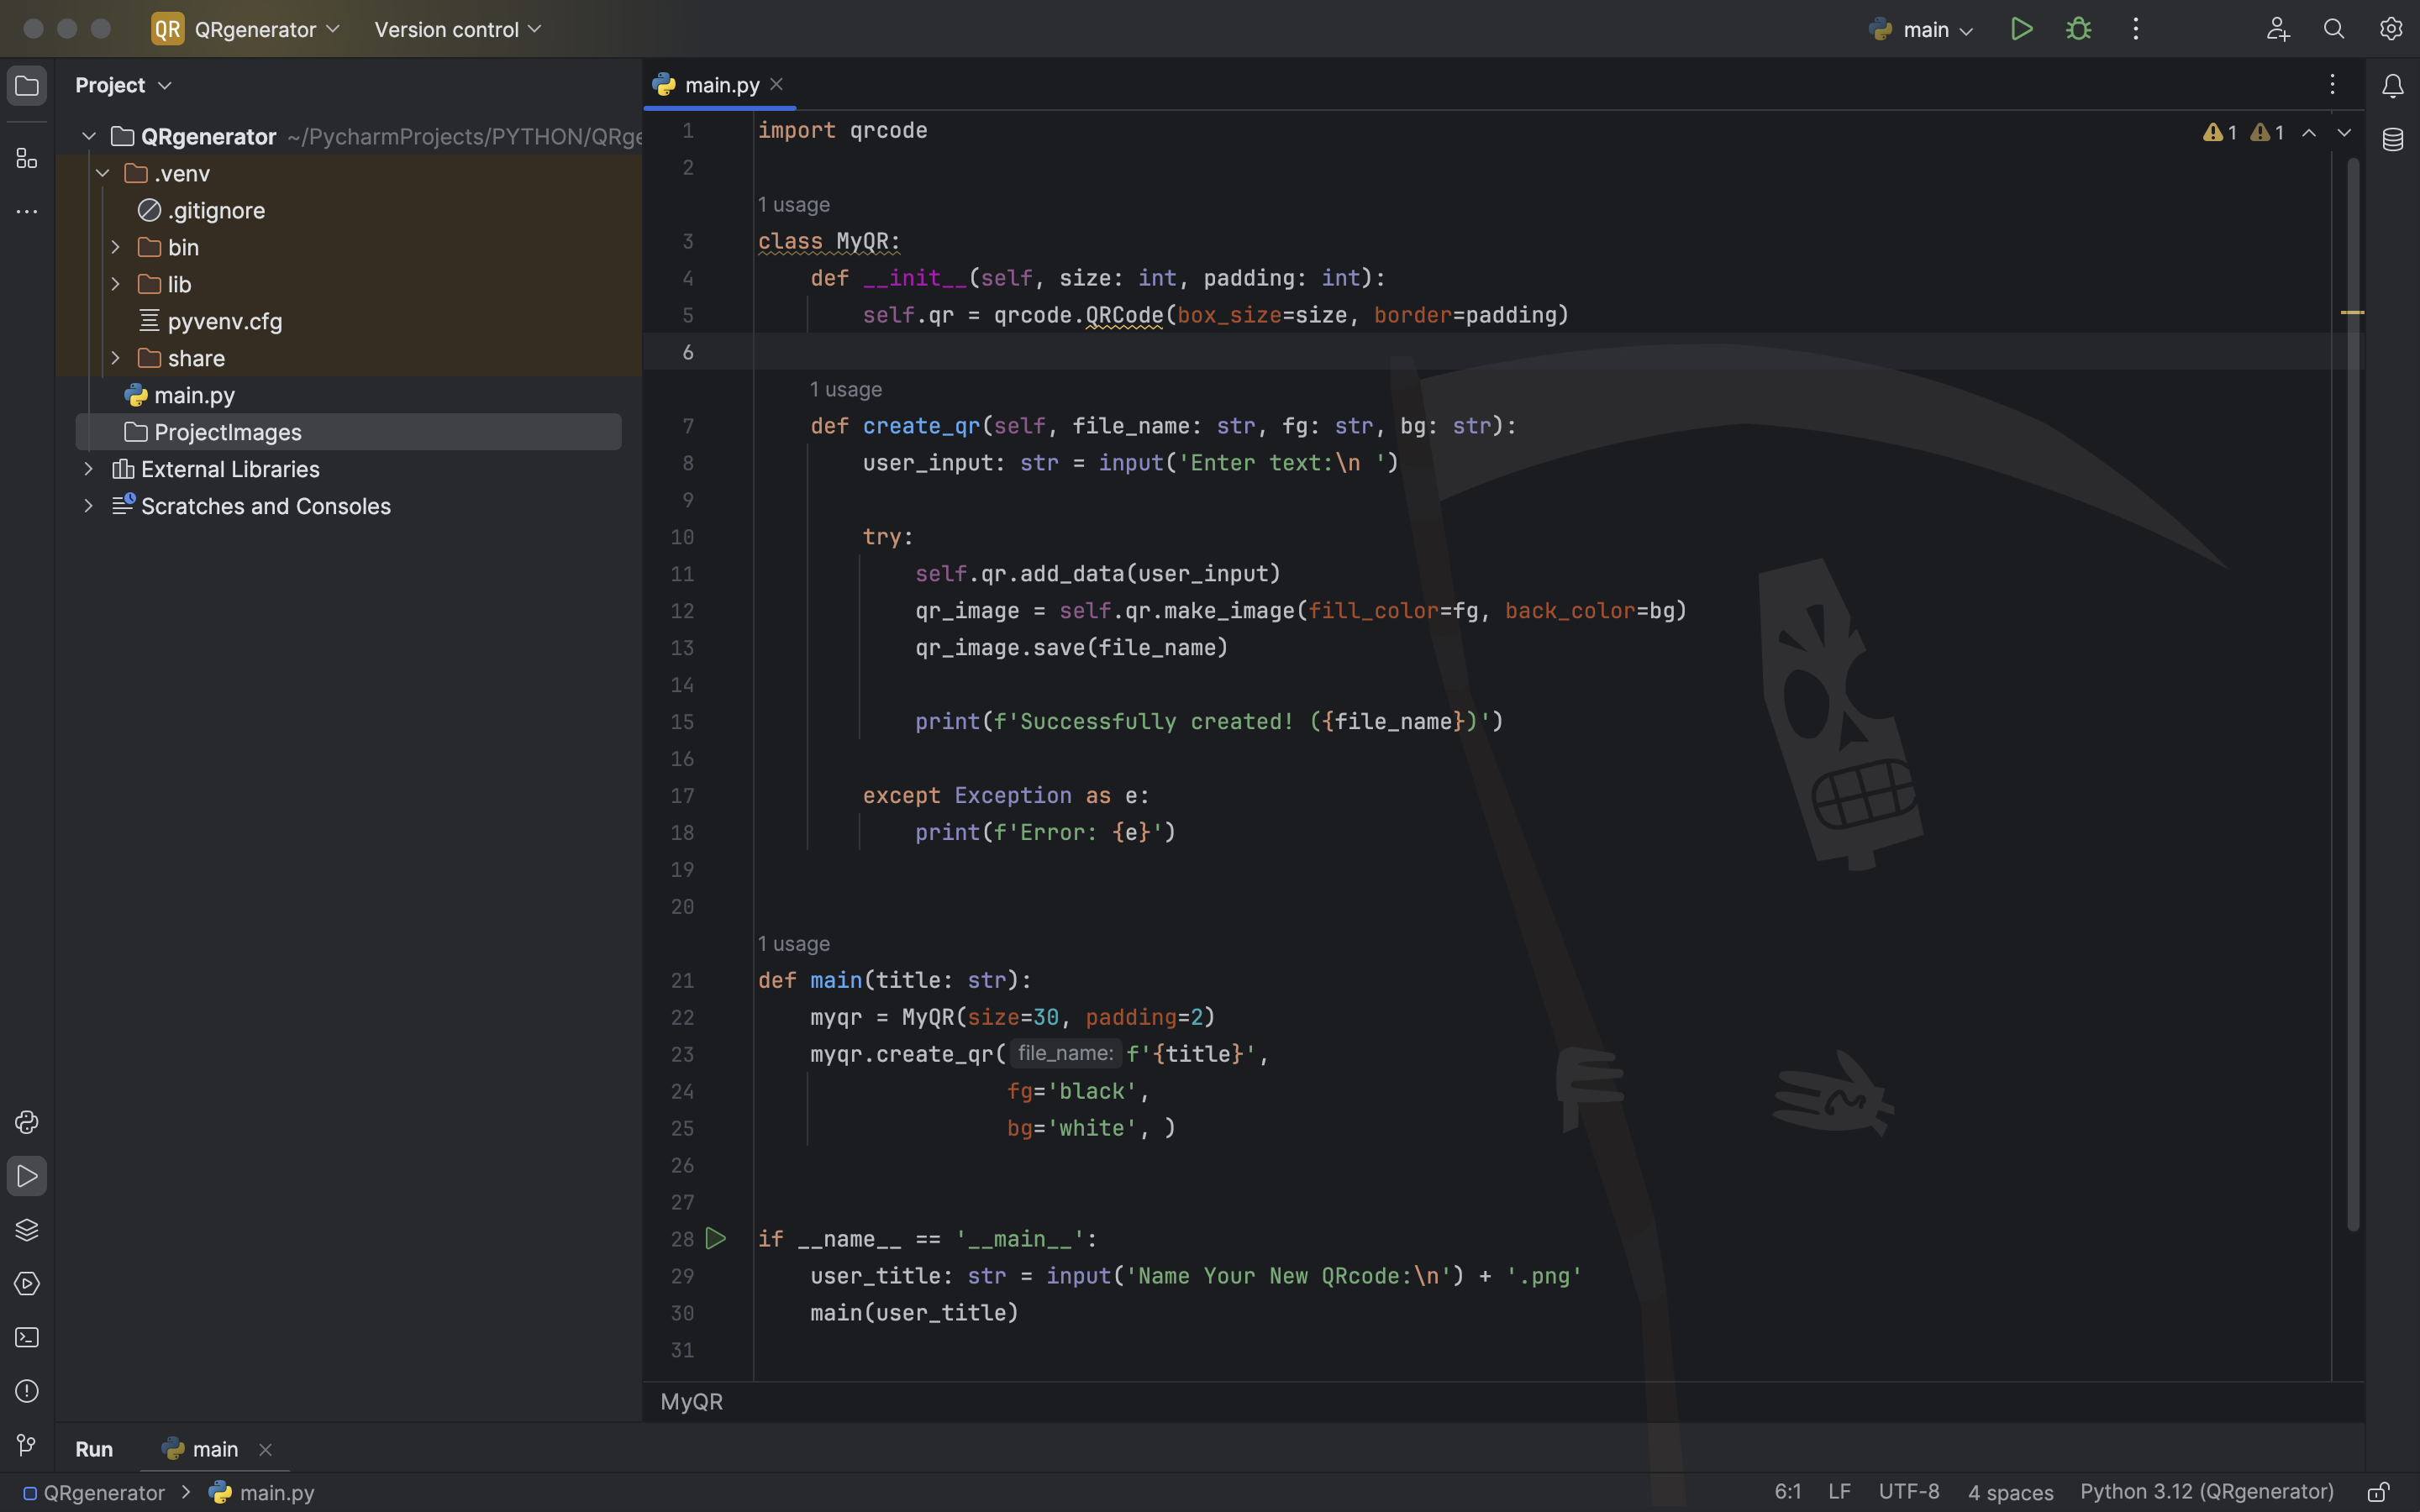 QR QRgenerator Version control main
Project
QRgenerator ~/PycharmProjects/PYTHON/QRge
.venv
.gitignore
bin
lib
pyvenv.cfg
share
main.py
ProjectImages
External Libraries
Scratches and Consoles
main.py
1 1
1 import qrcode
2
1 usage
3 class MyQR:
4     def __init__(self, size: int, padding: int):
5         self.qr = qrcode.QRCode(box_size=size, border=padding)
6
1 usage
7     def create_qr(self, file_name: str, fg: str, bg: str):
8         user_input: str = input('Enter text:\n ')
9
10         try:
11             self.qr.add_data(user_input)
12             qr_image = self.qr.make_image(fill_color=fg, back_color=bg)
13             qr_image.save(file_name)
14
15             print(f'Successfully created! ({file_name})')
16
17         except Exception as e:
18             print(f'Error: {e}')
19
20
1 usage
21 def main(title: str):
22     myqr = MyQR(size=30, padding=2)
23     myqr.create_qr( file_name: f'{title}',
24                    fg='black',
25                    bg='white', )
26
27
28 if __name__ == '__main__':
29     user_title: str = input('Name Your New QRcode:\n') + '.png'
30     main(user_title)
31
MyQR
Run main
QRgenerator > main.py 6:1 LF UTF-8 4 spaces Python 3.12 (QRgenerator)